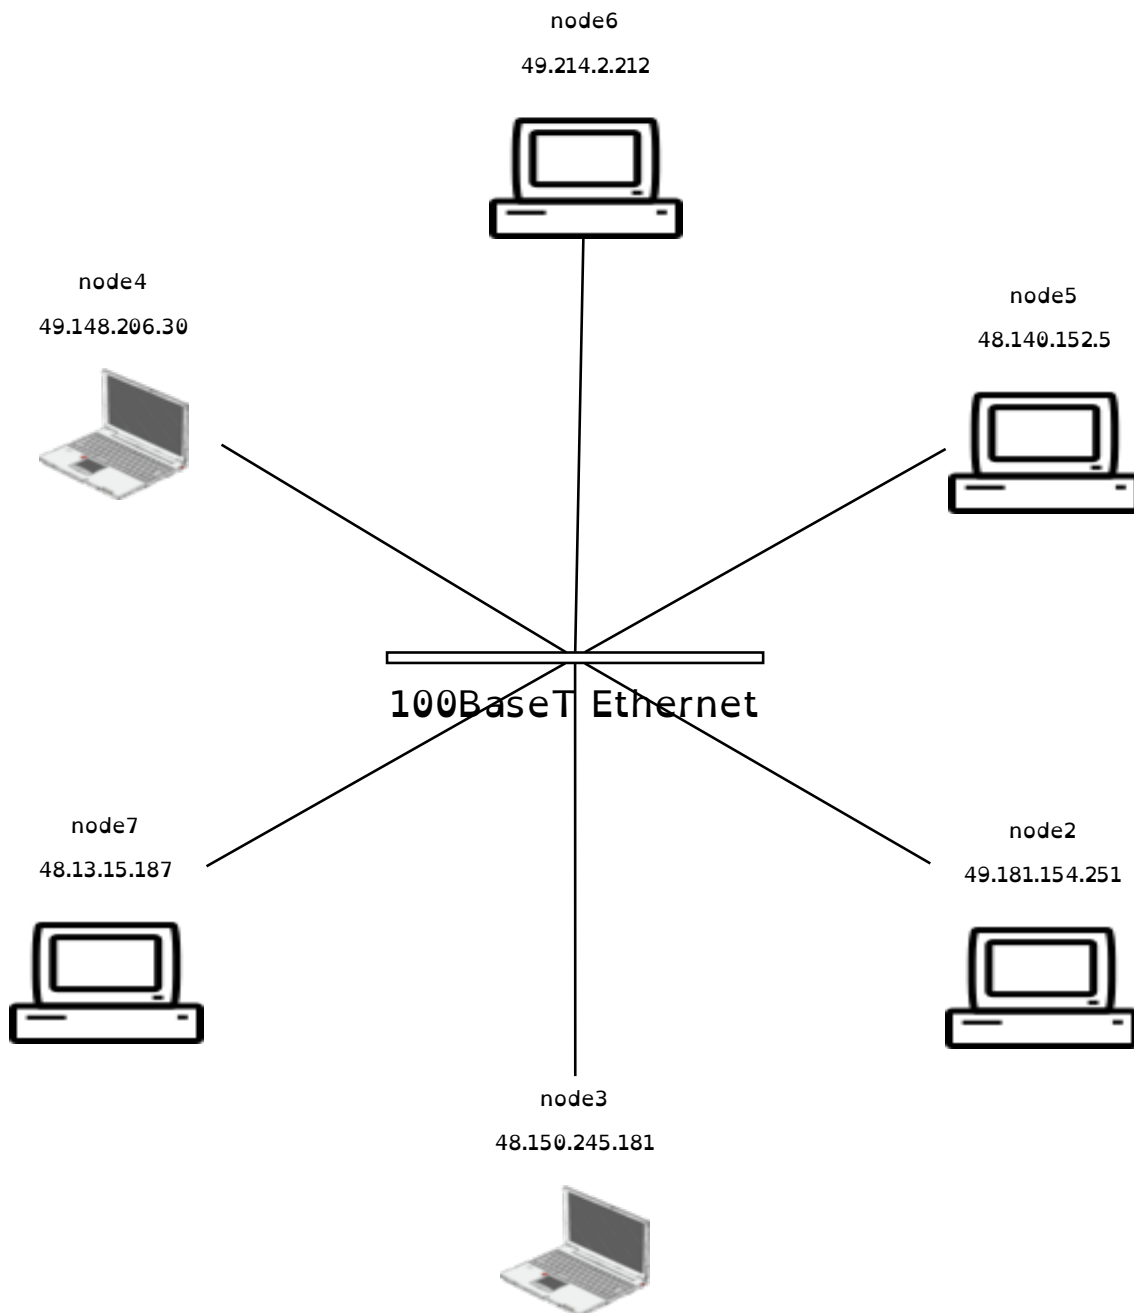 node6
49.214.2.212
node4
49.148.206.30
node5
48.140.152.5
100BaseT Ethernet
node7
48.13.15.187
node2
49.181.154.251
node3
48.150.245.181